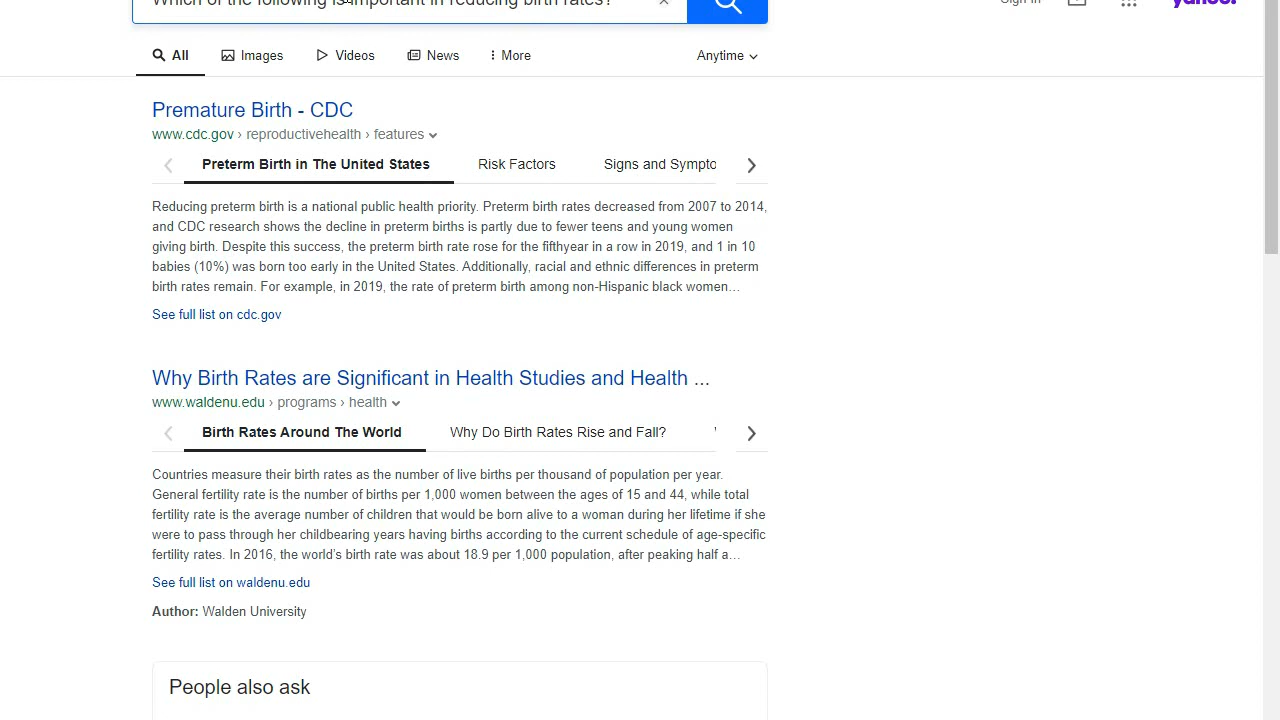 Which of the following is important in reducing birth rates?
Sign In
yahoo!
All
Images
Videos
News
More
Anytime
Premature Birth - CDC
www.cdc.gov › reproductivehealth › features
Preterm Birth in The United States Risk Factors Signs and Sympto
Reducing preterm birth is a national public health priority. Preterm birth rates decreased from 2007 to 2014,
and CDC research shows the decline in preterm births is partly due to fewer teens and young women
giving birth. Despite this success, the preterm birth rate rose for the fifthyear in a row in 2019, and 1 in 10
babies (10%) was born too early in the United States. Additionally, racial and ethnic differences in preterm
birth rates remain. For example, in 2019, the rate of preterm birth among non-Hispanic black women...
See full list on cdc.gov
Why Birth Rates are Significant in Health Studies and Health ...
www.waldenu.edu › programs › health
Birth Rates Around The World Why Do Birth Rates Rise and Fall?
Countries measure their birth rates as the number of live births per thousand of population per year.
General fertility rate is the number of births per 1,000 women between the ages of 15 and 44, while total
fertility rate is the average number of children that would be born alive to a woman during her lifetime if she
were to pass through her childbearing years having births according to the current schedule of age-specific
fertility rates. In 2016, the world's birth rate was about 18.9 per 1,000 population, after peaking half a...
See full list on waldenu.edu
Author: Walden University
People also ask